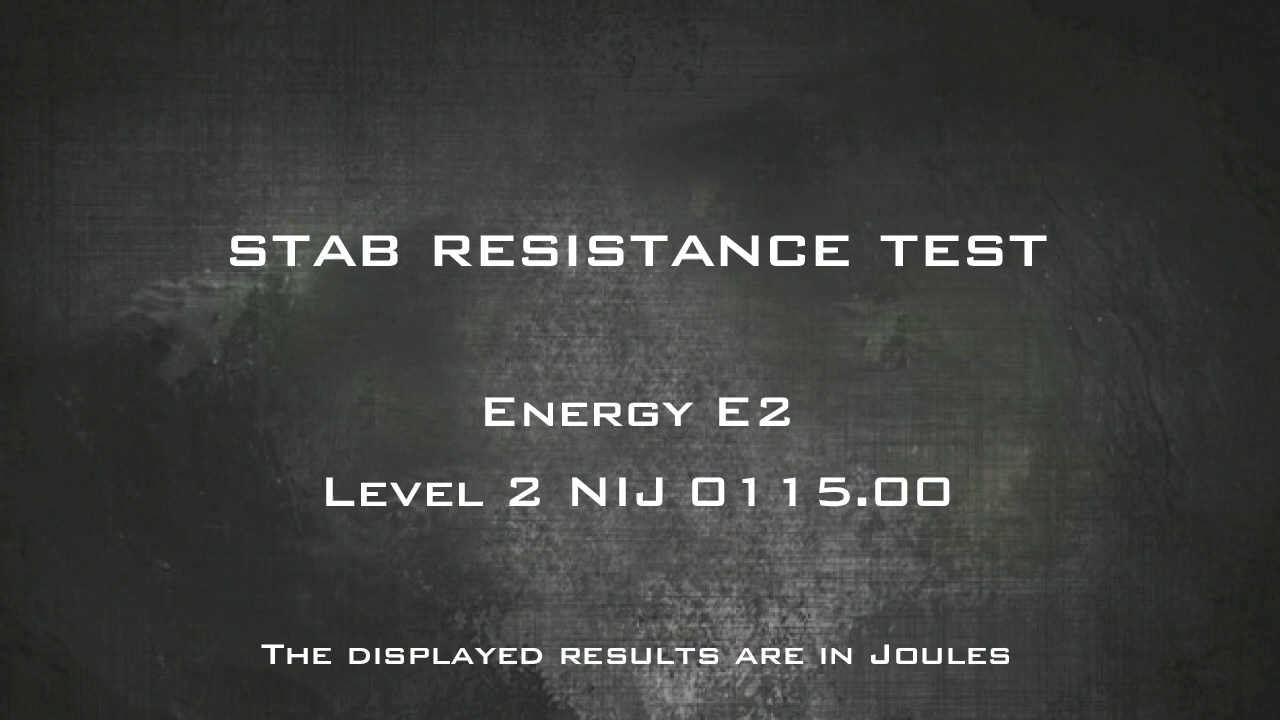 STAB RESISTANCE TEST
Energy E2
Level 2 NIJ 0115.00
The displayed results are in Joules